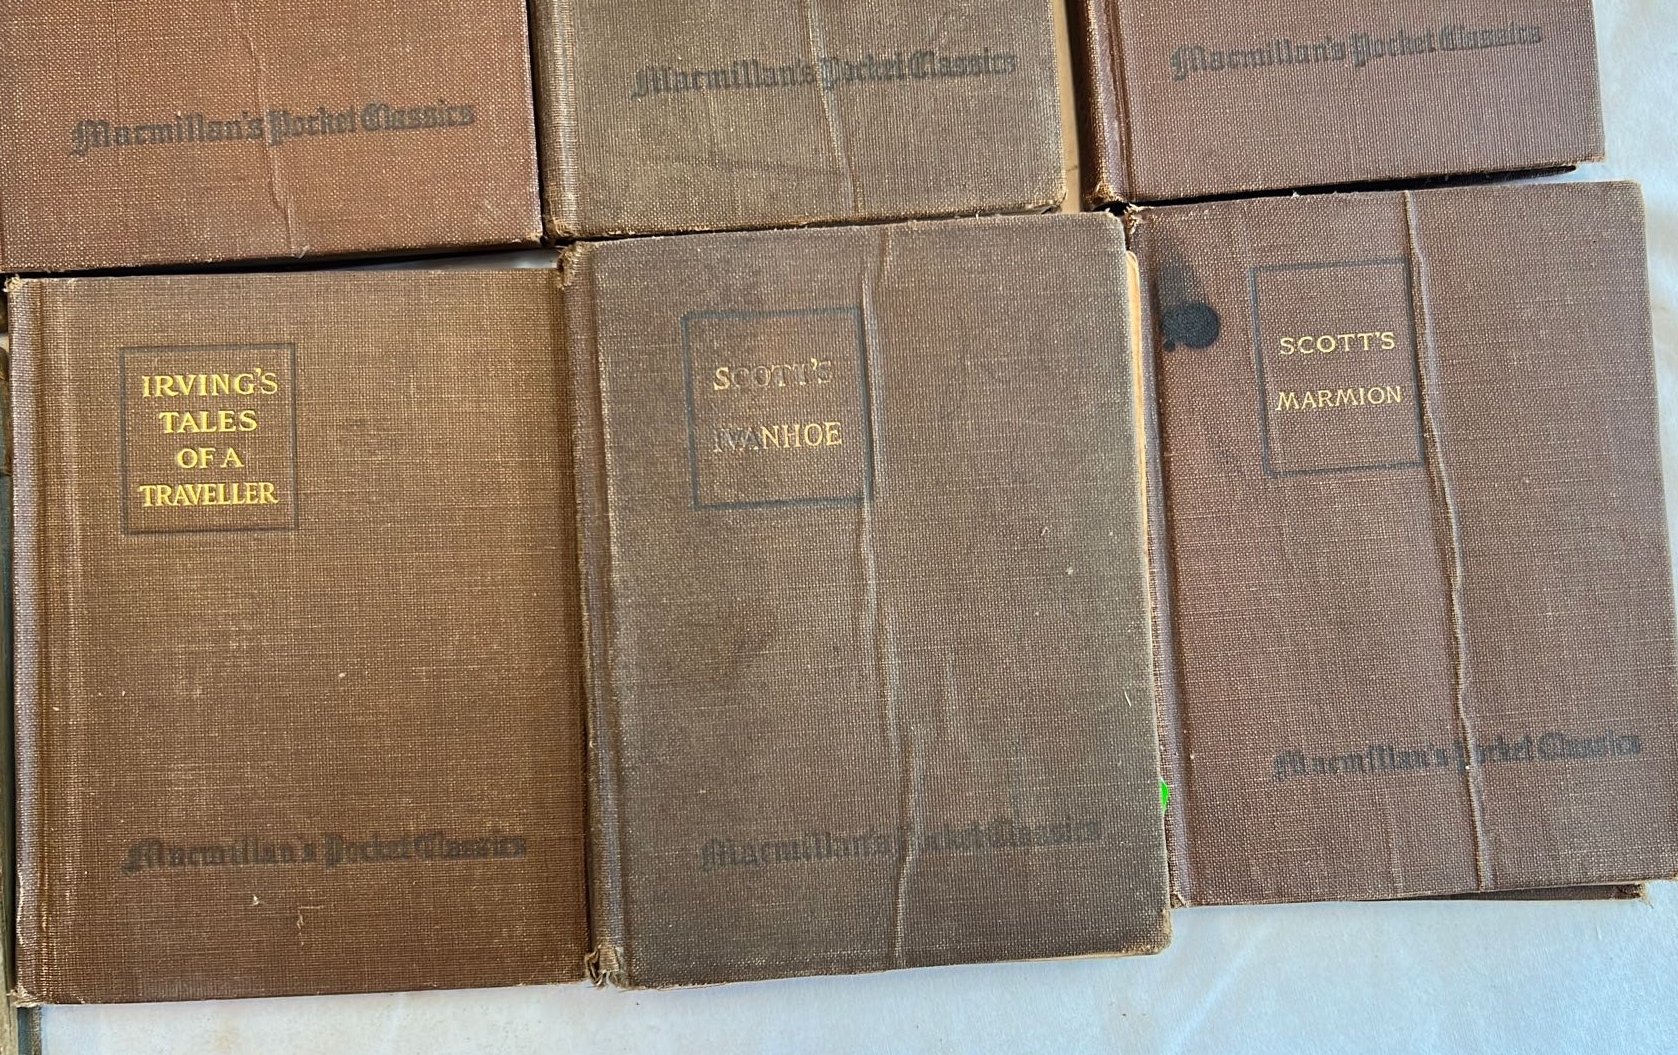 Macmillan's Pocket Classics
Macmillan's Pocket Classics
Macmillan's Pocket Classics
IRVING'S
TALES
OF A
TRAVELLER
Macmillan's Pocket Classics
SCOTT'S
IVANHOE
Macmillan's Pocket Classics
SCOTT'S
MARMION
Macmillan's Pocket Classics